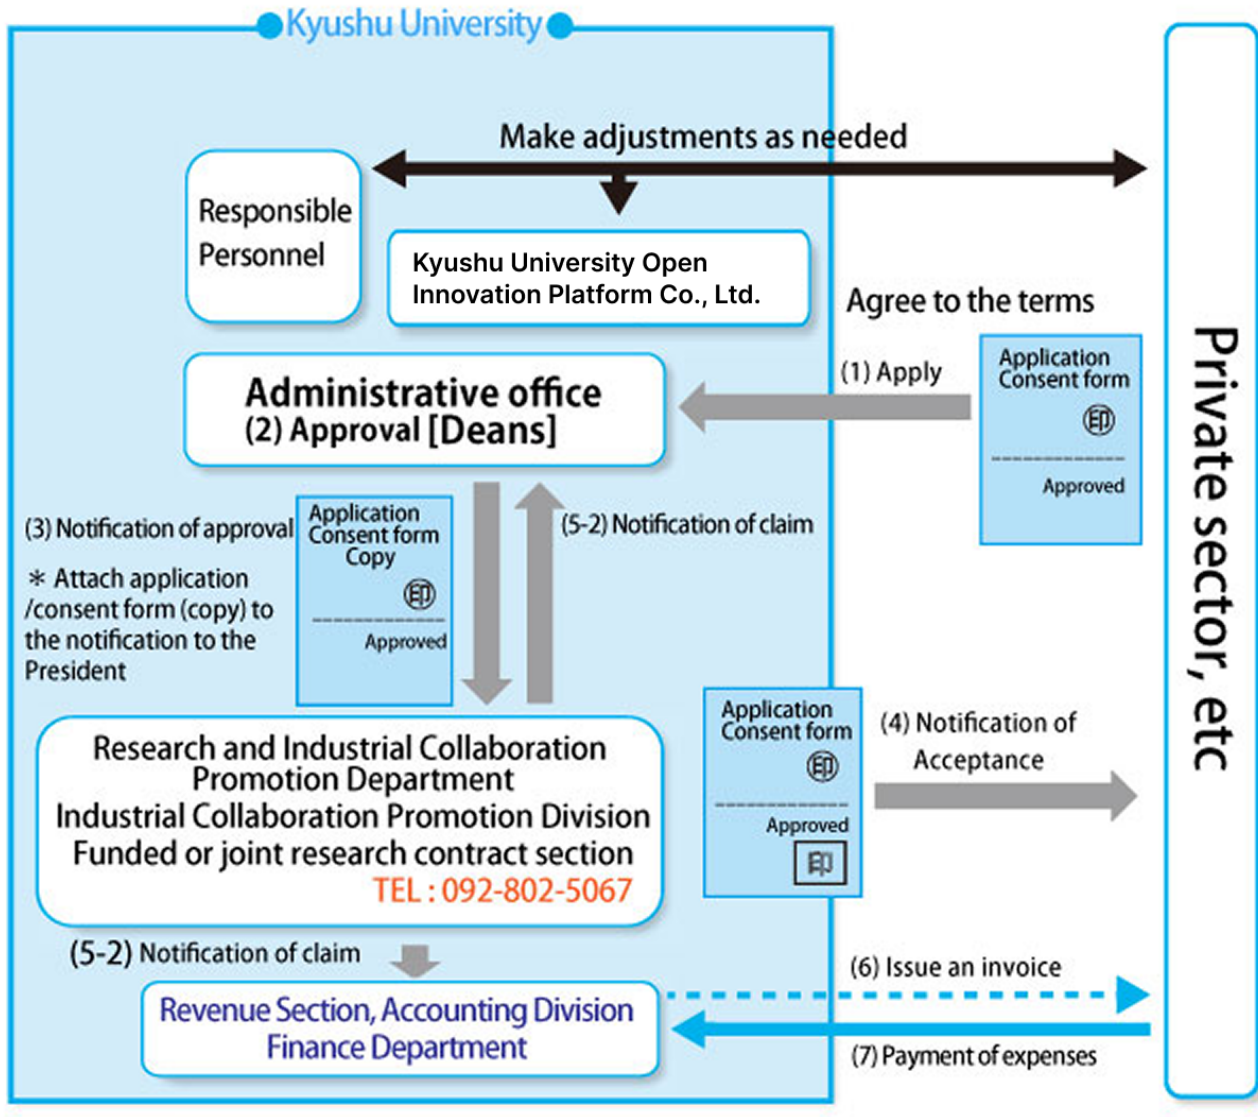 Kyushu University
Make adjustments as needed
Responsible
Personnel
Kyushu University Open
Innovation Platform Co., Ltd.
Agree to the terms
(1) Apply
Application
Consent form
印
Approved
Administrative office
(2) Approval [Deans]
(3) Notification of approval
* Attach application
/consent form (copy) to
the notification to the
President
Application
Consent form
Copy
印
Approved
(5-2) Notification of claim
Research and Industrial Collaboration
Promotion Department
Industrial Collaboration Promotion Division
Funded or joint research contract section
TEL : 092-802-5067
Application
Consent form
印
Approved
印
(4) Notification of
Acceptance
(5-2) Notification of claim
Revenue Section, Accounting Division
Finance Department
(6) Issue an invoice
(7) Payment of expenses
Private sector, etc